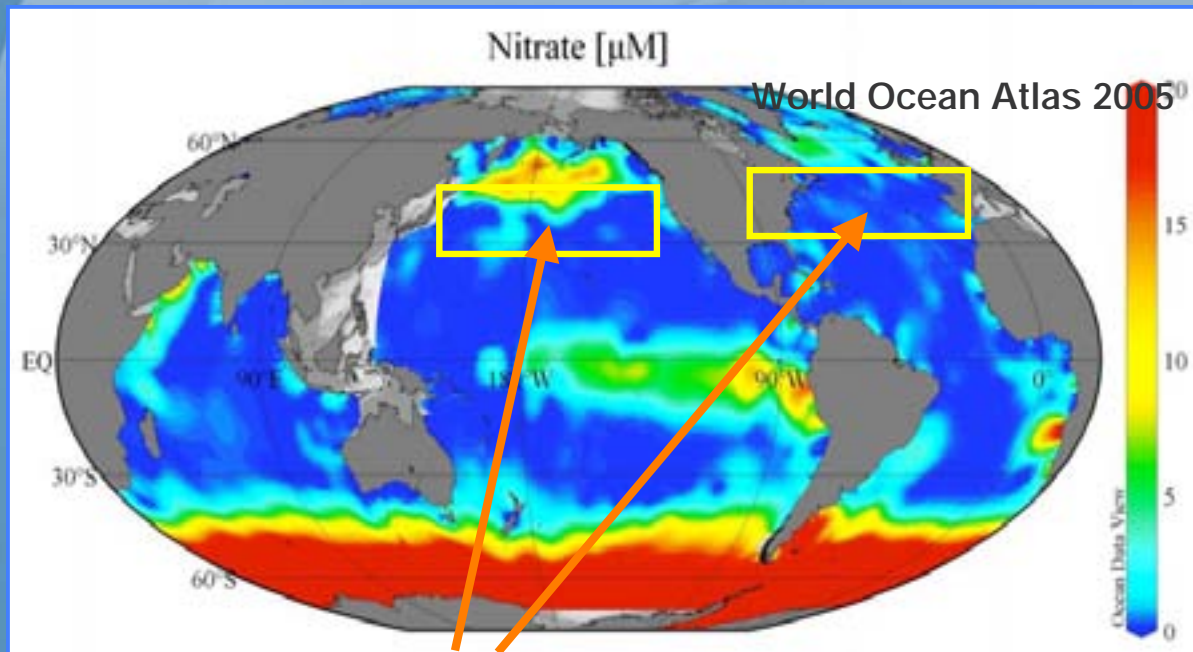 Nitrate [µM]
World Ocean Atlas 2005
20
60°N
15
30°N
10
EQ
90°E
180°W
90°W
0°
30°S
5
60°S
Ocean Data View
0